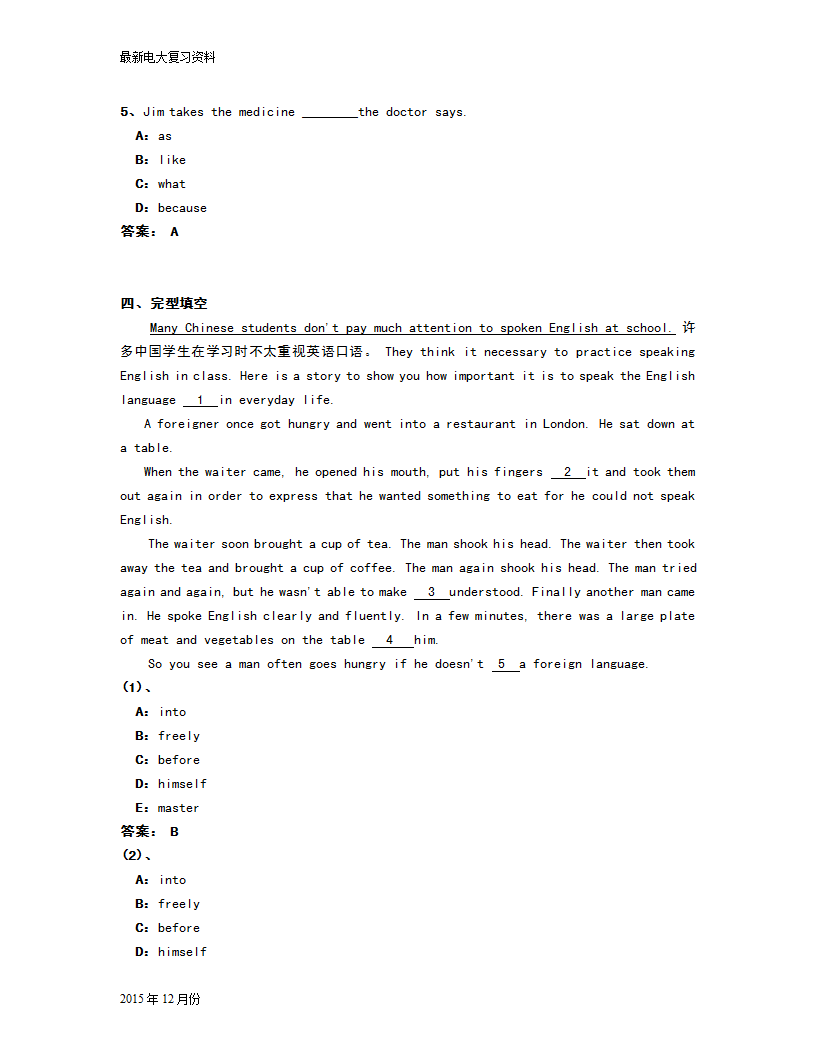 最新电大复习资料
5、Jim takes the medicine ________the doctor says.
A：as
B：like
C：what
D：because
答案： A
四、完型填空
Many Chinese students don't pay much attention to spoken English at school. 许
多中国学生在学习时不太重视英语口语。 They think it necessary to practice speaking
English in class. Here is a story to show you how important it is to speak the English
language __1__in everyday life.
A foreigner once got hungry and went into a restaurant in London. He sat down at
a table.
When the waiter came, he opened his mouth, put his fingers __2__it and took them
out again in order to express that he wanted something to eat for he could not speak
English.
The waiter soon brought a cup of tea. The man shook his head. The waiter then took
away the tea and brought a cup of coffee. The man again shook his head. The man tried
again and again, but he wasn't able to make __3__understood. Finally another man came
in. He spoke English clearly and fluently. In a few minutes, there was a large plate
of meat and vegetables on the table __4__him.
So you see a man often goes hungry if he doesn't __5__a foreign language.
(1)、
A：into
B：freely
C：before
D：himself
E：master
答案： B
(2)、
A：into
B：freely
C：before
D：himself
2015年12月份